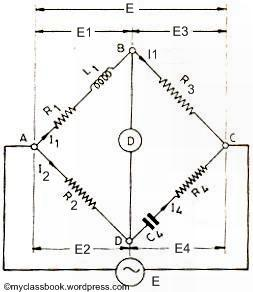 E
E1 E3
B
I1
L1
R1 R3
D
A C
I1
I2
R2 R4
I4
C4
D
E2 E4
E
©myclassbook.wordpress.com